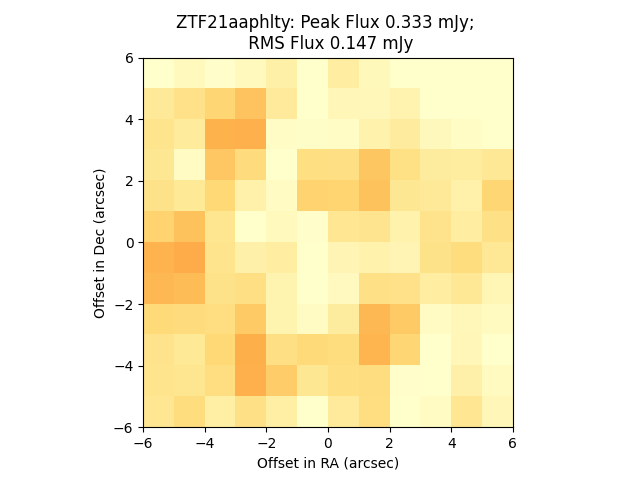 ZTF21aaphlty: Peak Flux 0.333 mJy;
RMS Flux 0.147 mJy
6
4
2
0
−2
−4
−6
Offset in Dec (arcsec)
−6 −4 −2 0 2 4 6
Offset in RA (arcsec)